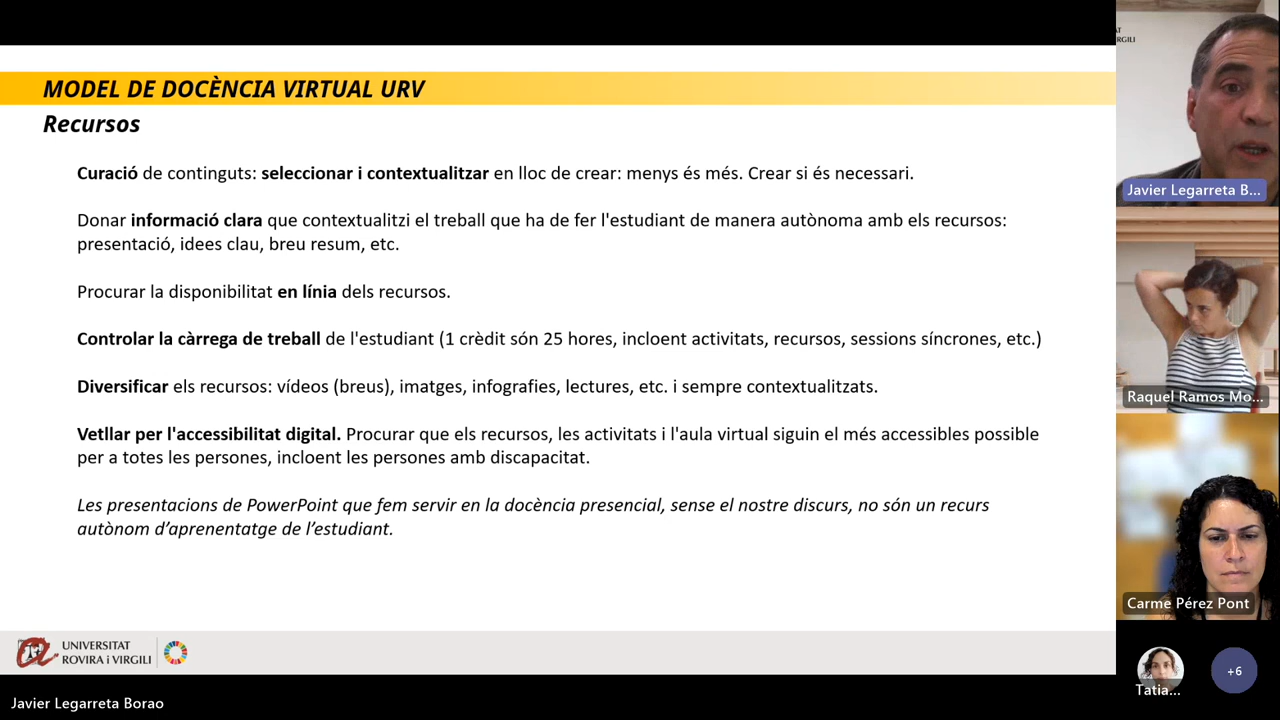 MODEL DE DOCÈNCIA VIRTUAL URV
Recursos
Curació de continguts: seleccionar i contextualitzar en lloc de crear: menys és més. Crear si és necessari.
Donar informació clara que contextualitzi el treball que ha de fer l'estudiant de manera autònoma amb els recursos:
presentació, idees clau, breu resum, etc.
Procurar la disponibilitat en línia dels recursos.
Controlar la càrrega de treball de l'estudiant (1 crèdit són 25 hores, incloent activitats, recursos, sessions síncrones, etc.)
Diversificar els recursos: vídeos (breus), imatges, infografies, lectures, etc. i sempre contextualitzats.
Vetllar per l'accessibilitat digital. Procurar que els recursos, les activitats i l'aula virtual siguin el més accessibles possible
per a totes les persones, incloent les persones amb discapacitat.
Les presentacions de PowerPoint que fem servir en la docència presencial, sense el nostre discurs, no són un recurs
autònom d’aprenentatge de l’estudiant.
UNIVERSITAT
ROVIRA i VIRGILI
Javier Legarreta Borao
Javier Legarreta B...
Raquel Ramos Mo...
Carme Pérez Pont
Tatia...
+6